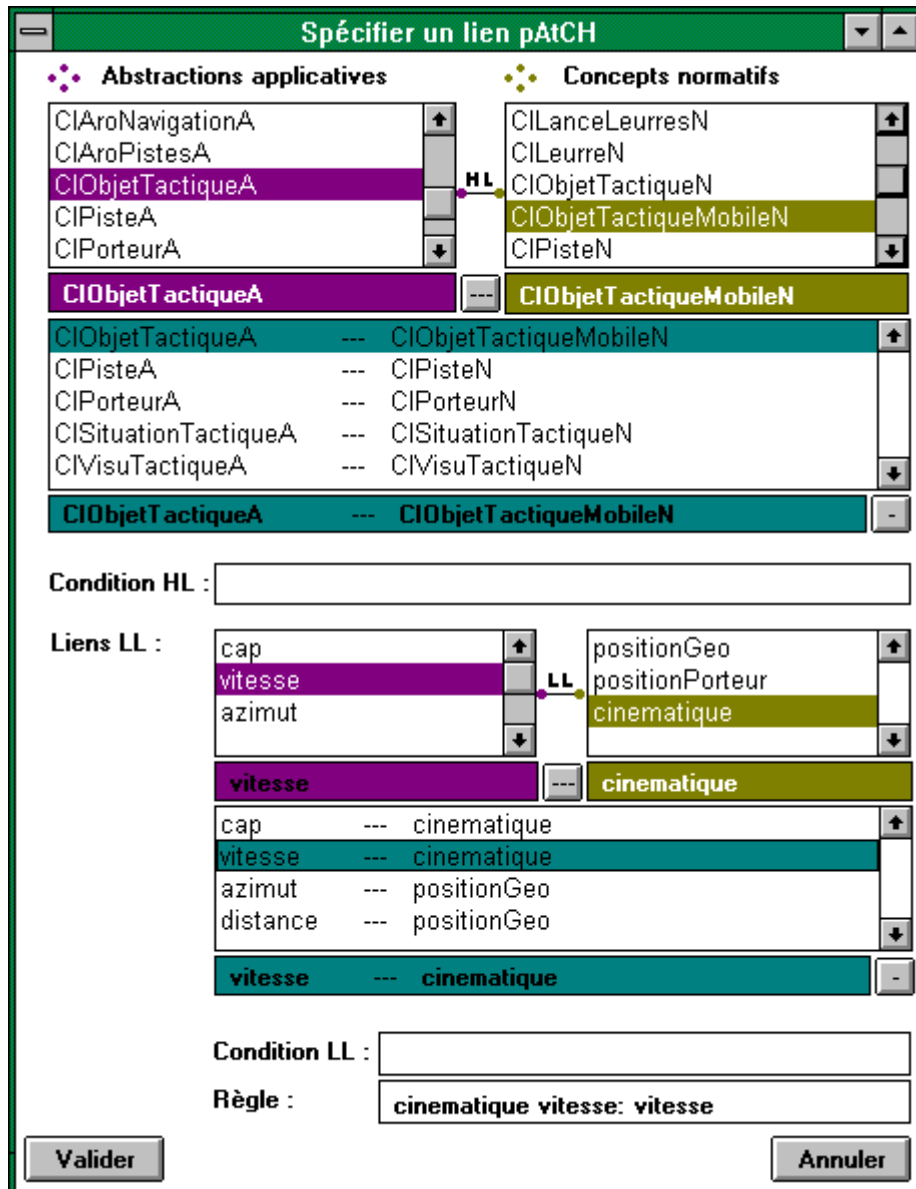 Spécifier un lien pAtCH
Abstractions applicatives
Concepts normatifs
ClAroNavigationA
ClAroPistesA
ClObjetTactiqueA
ClPisteA
ClPorteurA
HL
ClLanceLeurresN
ClLeurreN
ClObjetTactiqueN
ClObjetTactiqueMobileN
ClPisteN
ClObjetTactiqueA --- ClObjetTactiqueMobileN
ClObjetTactiqueA --- ClObjetTactiqueMobileN
ClPisteA --- ClPisteN
ClPorteurA --- ClPorteurN
ClSituationTactiqueA --- ClSituationTactiqueN
ClVisuTactiqueA --- ClVisuTactiqueN
ClObjetTactiqueA --- ClObjetTactiqueMobileN -
Condition HL :
Liens LL :
cap
vitesse
azimut
LL
positionGeo
positionPorteur
cinematique
vitesse --- cinematique
cap --- cinematique
vitesse --- cinematique
azimut --- positionGeo
distance --- positionGeo
vitesse --- cinematique -
Condition LL :
Règle : cinematique vitesse: vitesse
Valider
Annuler